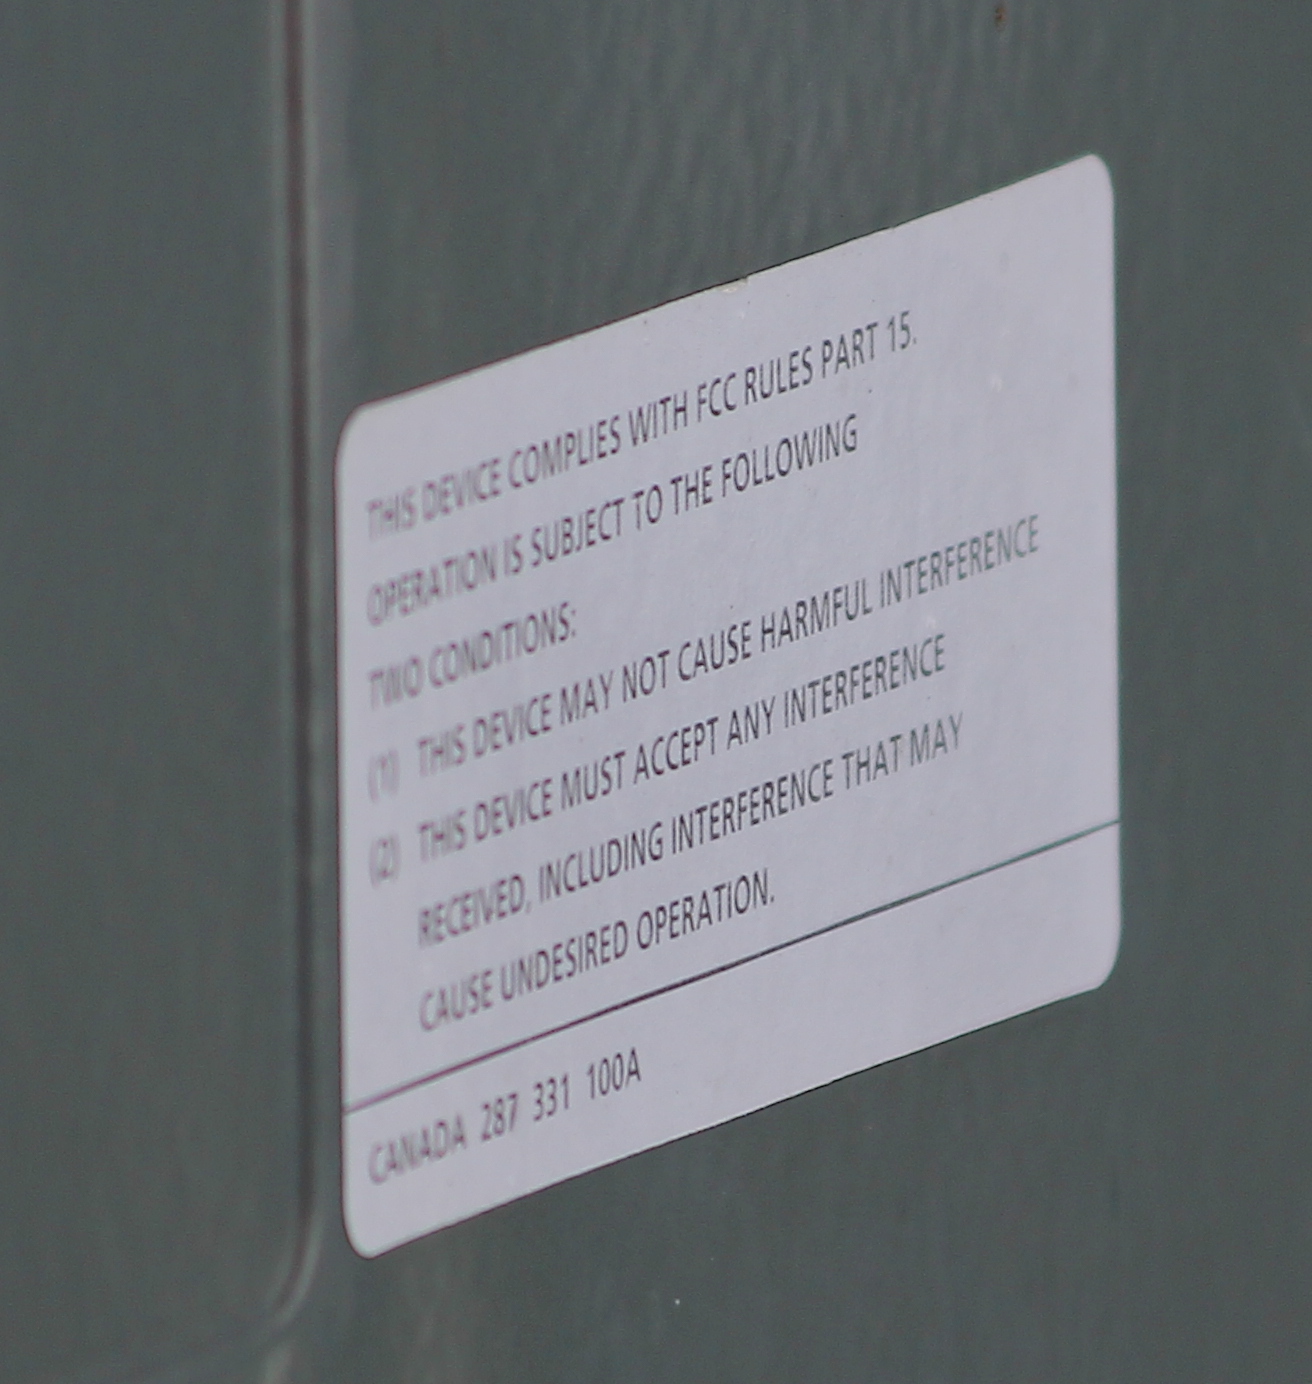 THIS DEVICE COMPLIES WITH FCC RULES PART 15.
OPERATION IS SUBJECT TO THE FOLLOWING
TWO CONDITIONS:
(1) THIS DEVICE MAY NOT CAUSE HARMFUL INTERFERENCE
(2) THIS DEVICE MUST ACCEPT ANY INTERFERENCE
RECEIVED, INCLUDING INTERFERENCE THAT MAY
CAUSE UNDESIRED OPERATION.
CANADA 287 331 100A